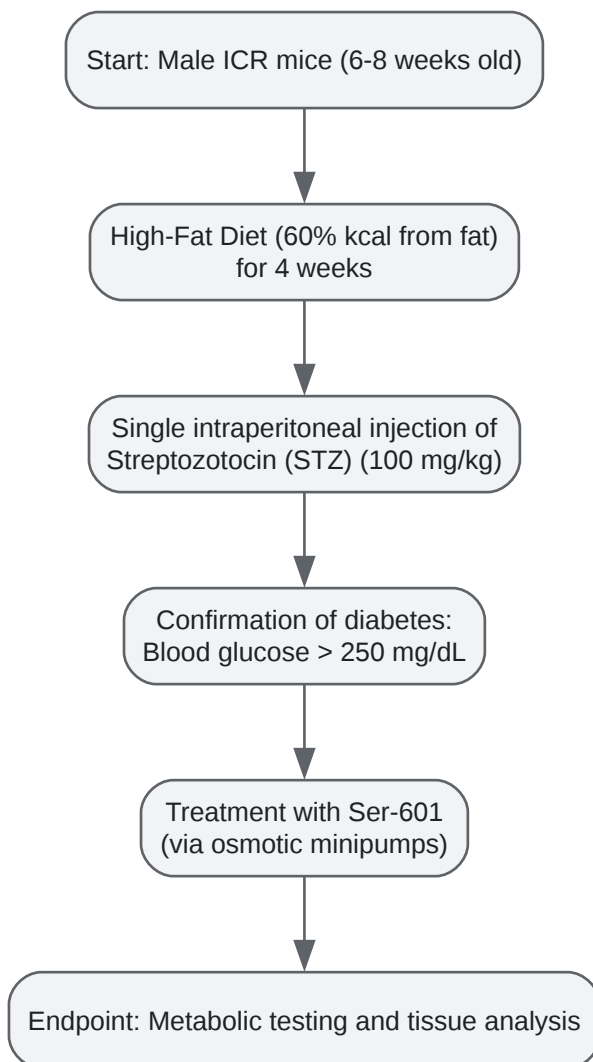 Start: Male ICR mice (6-8 weeks old)
High-Fat Diet (60% kcal from fat)
for 4 weeks
Single intraperitoneal injection of
Streptozotocin (STZ) (100 mg/kg)
Confirmation of diabetes:
Blood glucose > 250 mg/dL
Treatment with Ser-601
(via osmotic minipumps)
Endpoint: Metabolic testing and tissue analysis